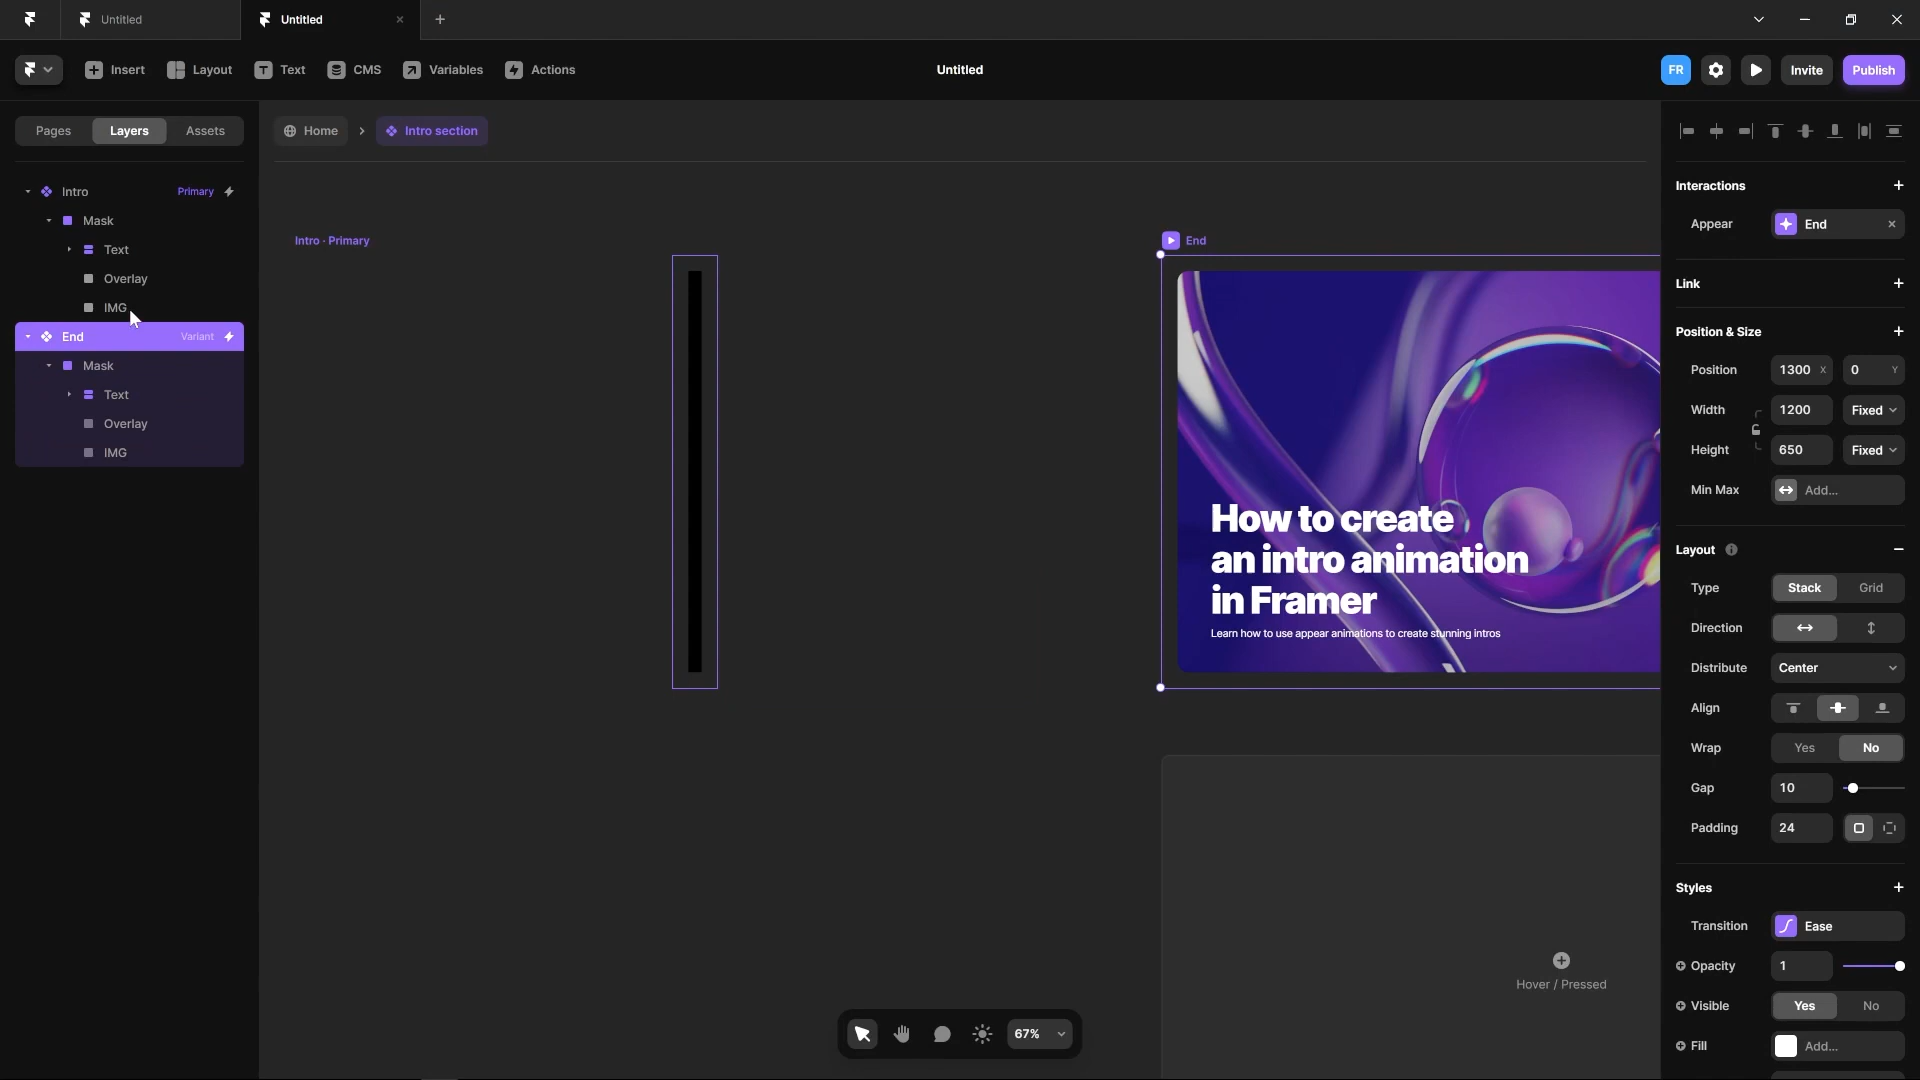 Untitled
Untitled
Insert
Layout
Text
CMS
Variables
Actions
Untitled
FR
Invite
Publish
Pages
Layers
Assets
Home
Intro section
Intro
Primary
Mask
Text
Overlay
IMG
End
Variant
Mask
Text
Overlay
IMG
Intro · Primary
End
How to create
an intro animation
in Framer
Learn how to use appear animations to create stunning intros
Hover / Pressed
67%
Interactions
Appear
End
Link
Position & Size
Position
1300
X
0
Y
Width
1200
Fixed
Height
650
Fixed
Min Max
Add...
Layout
Type
Stack
Grid
Direction
Distribute
Center
Align
Wrap
Yes
No
Gap
10
Padding
24
Styles
Transition
Ease
Opacity
1
Visible
Yes
No
Fill
Add...